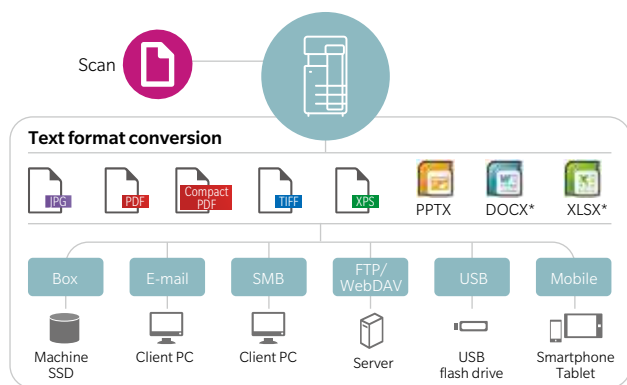 Scan
Text format conversion
JPG
PDF
Compact
PDF
TIFF
XPS
PPTX
DOCX*
XLSX*
Box
E-mail
SMB
FTP/
WebDAV
USB
Mobile
Machine
SSD
Client PC
Client PC
Server
USB
flash drive
Smartphone
Tablet